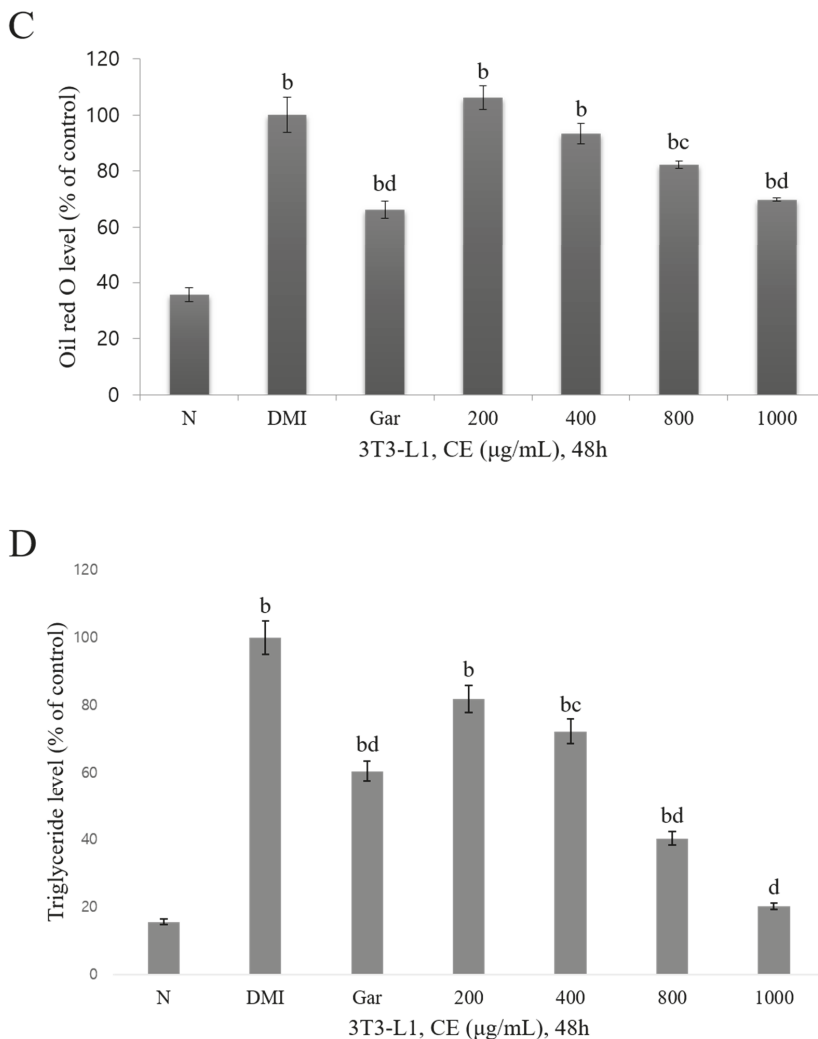 C
Oil red O level (% of control)
120
100
80
60
40
20
0
b
bd
b
b
bc
bd
N DMI Gar 200 400 800 1000
3T3-L1, CE (μg/mL), 48h
D
Triglyceride level (% of control)
120
100
80
60
40
20
0
b
bd
b
bc
bd
d
N DMI Gar 200 400 800 1000
3T3-L1, CE (μg/mL), 48h